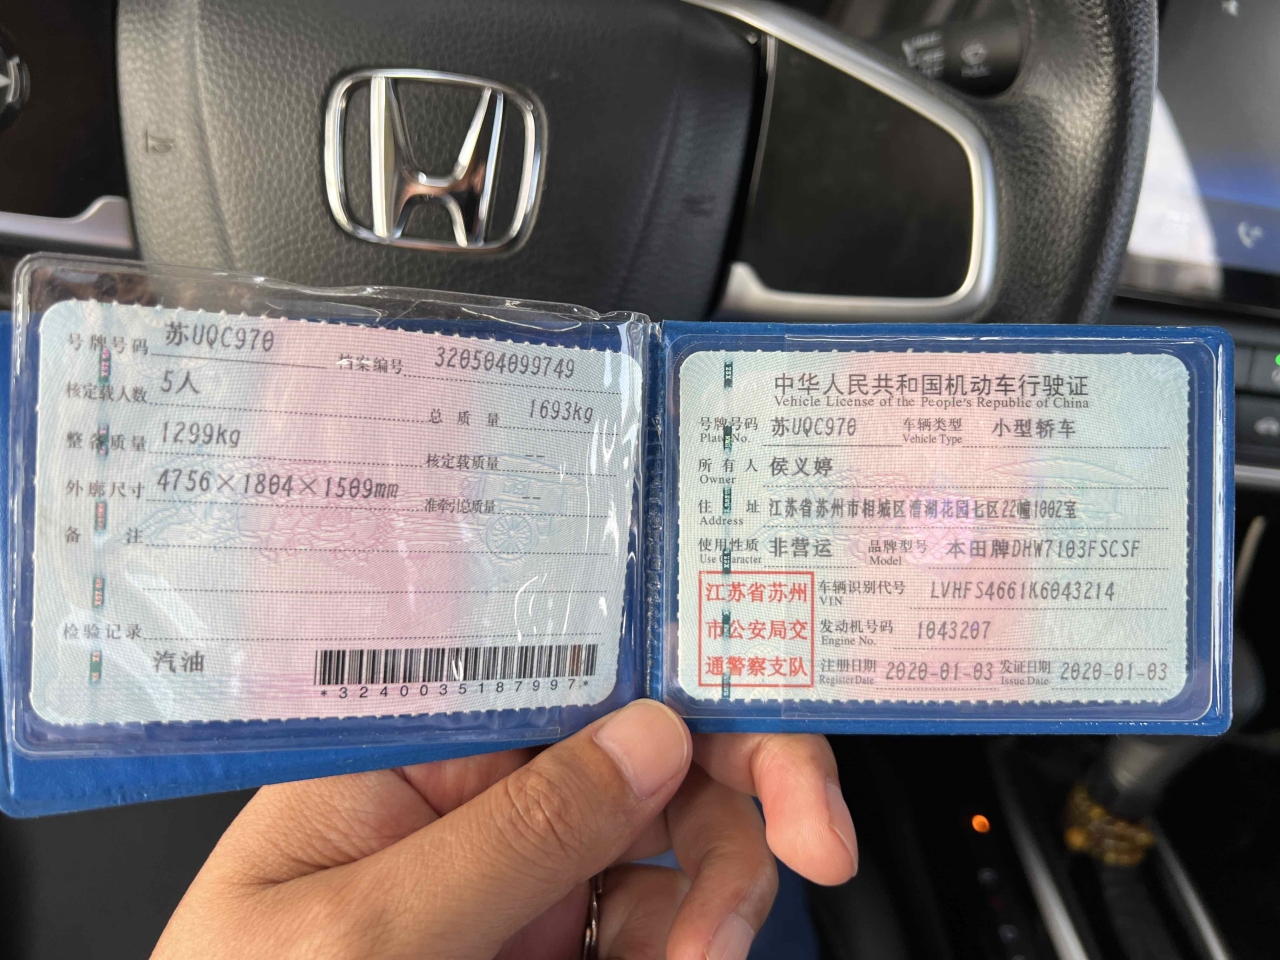 号牌号码 苏UQC970 档案编号 320504099749
核定载人数 5人 总质量 1693kg
整备质量 1299kg 核定载质量 --
外廓尺寸 4756×1804×1509mm 准牵引总质量 --
备注
检验记录
汽油
*3240035187997*
中华人民共和国机动车行驶证
Vehicle License of the People's Republic of China
号牌号码 苏UQC970 车辆类型 小型轿车
Plate No. Vehicle Type
所有人 侯义婷
Owner
住址 江苏省苏州市相城区漕湖花园七区22幢1002室
Address
使用性质 非营运 品牌型号 本田牌DHW7103FSCSF
Use Character Model
江苏省苏州
市公安局交
通警察支队
车辆识别代号 LVHFS4661K6043214
VIN
发动机号码 1043207
Engine No.
注册日期 2020-01-03 发证日期 2020-01-03
Register Date Issue Date